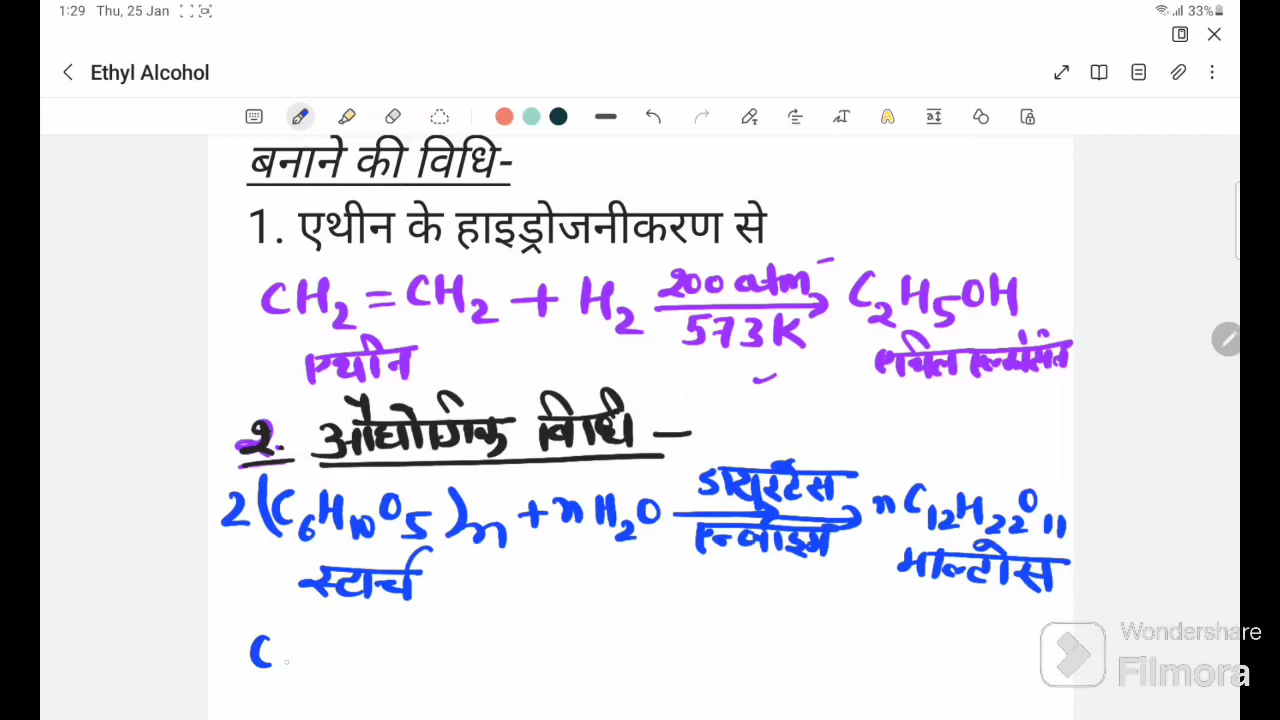 1:29 Thu, 25 Jan 33%
Ethyl Alcohol
बनाने की विधि-
1. एथीन के हाइड्रोजनीकरण से
CH₂ = CH₂ + H₂ 200 atm 573K C₂H₅OH
एथीन एथिल एल्कोहॉल
2. औद्योगिक विधि –
2(C₆H₁₀O₅)n + nH₂O डायस्टेस एन्जाइम nC₁₂H₂₂O₁₁
स्टार्च माल्टोस
C
Wondershare
Filmora